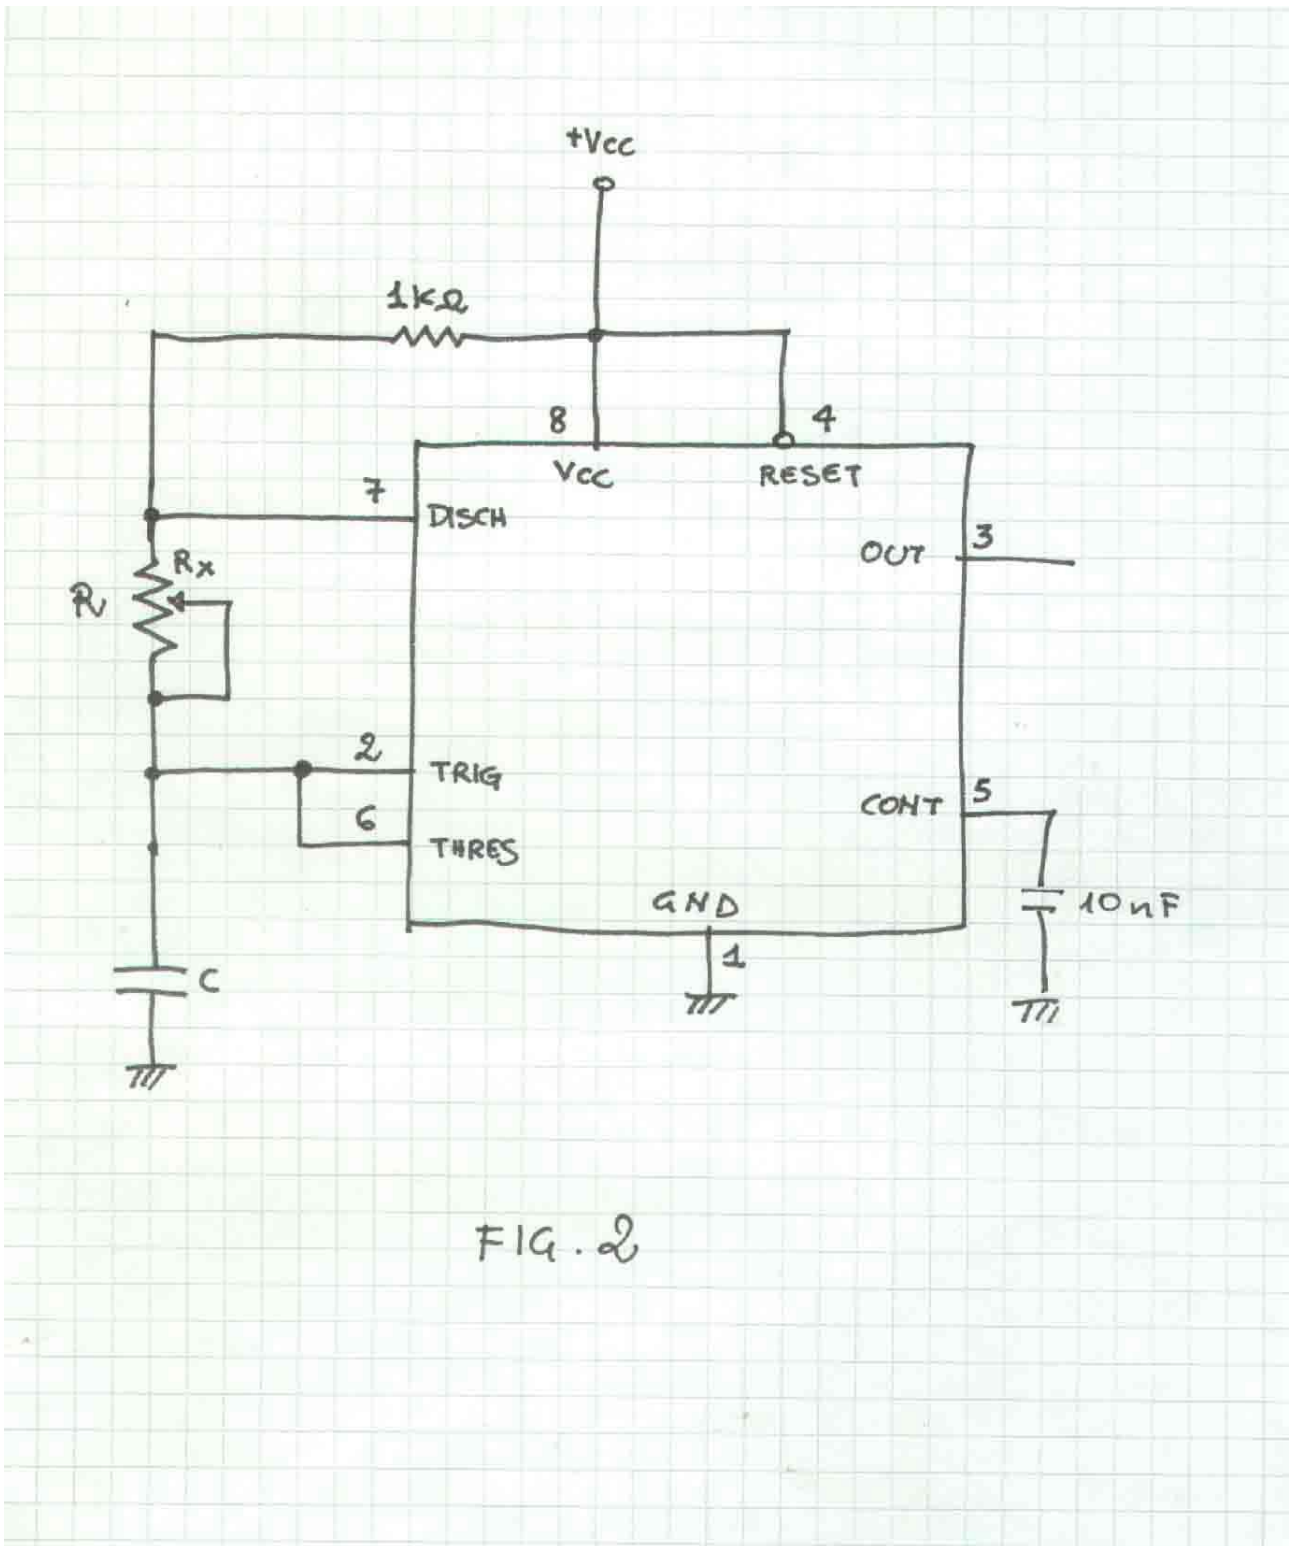 +Vcc
1KΩ
8
4
Vcc
RESET
7
DISCH
3
OUT
Rx
R
2
TRIG
5
CONT
6
THRES
GND
10nF
1
C
FIG. 2